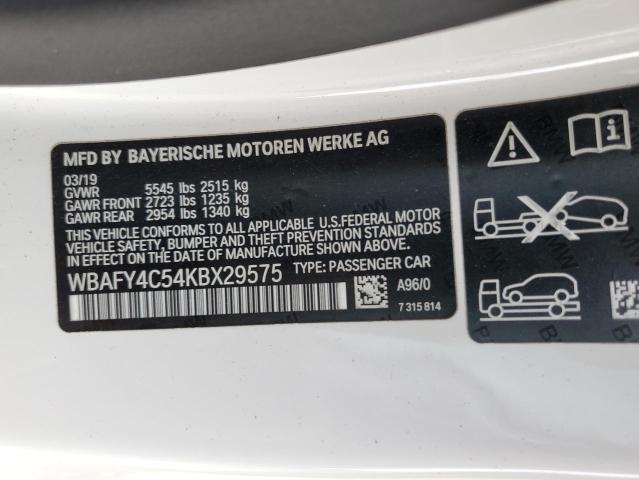 MFD BY BAYERISCHE MOTOREN WERKE AG
03/19
GVWR 5545 lbs 2515 kg
GAWR FRONT 2723 lbs 1235 kg
GAWR REAR 2954 lbs 1340 kg
THIS VEHICLE CONFORMS TO ALL APPLICABLE U.S.FEDERAL MOTOR
VEHICLE SAFETY, BUMPER AND THEFT PREVENTION STANDARDS
IN EFFECT ON THE DATE OF MANUFACTURE SHOWN ABOVE.
WBAFY4C54KBX29575 TYPE: PASSENGER CAR
A96/0
7 315 814